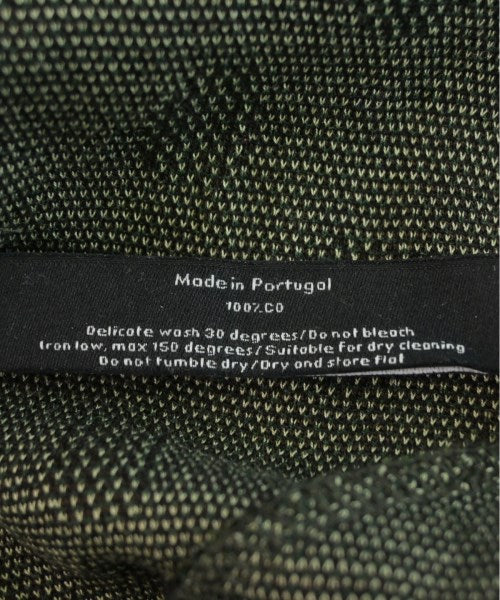 Made in Portugal
100%CO
Delicate wash 30 degrees/Do not bleach
Iron low, max 150 degrees/Suitable for dry cleaning
Do not tumble dry/Dry and store flat